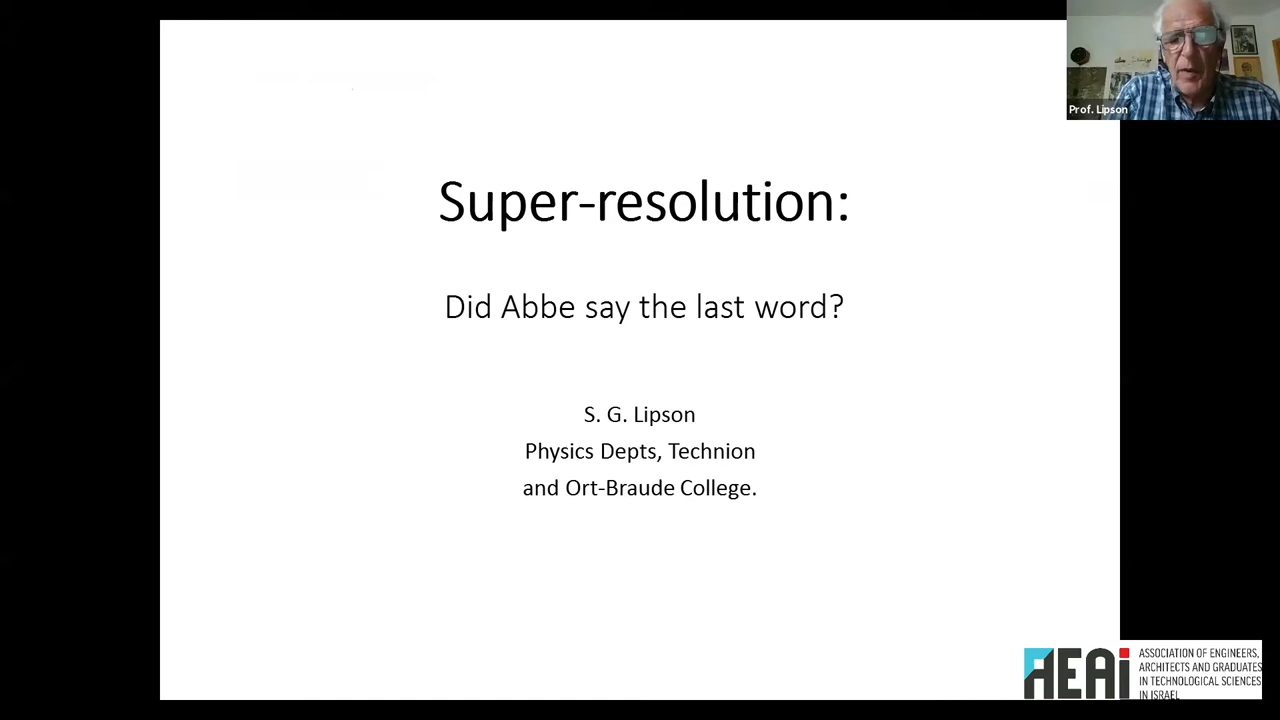 Prof. Lipson
Super-resolution:
Did Abbe say the last word?
S. G. Lipson
Physics Depts, Technion
and Ort-Braude College.
AEAi
ASSOCIATION OF ENGINEERS,
ARCHITECTS AND GRADUATES
IN TECHNOLOGICAL SCIENCES
IN ISRAEL